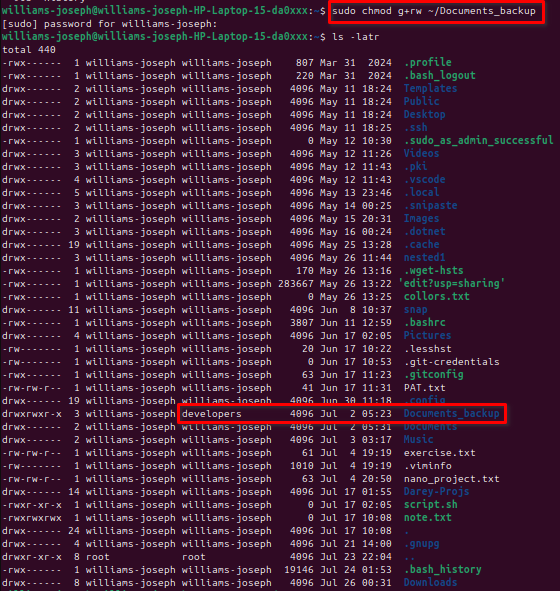 williams-joseph@williams-joseph-HP-Laptop-15-da0xxx:~$ sudo chmod g+rw ~/Documents_backup
[sudo] password for williams-joseph:
williams-joseph@williams-joseph-HP-Laptop-15-da0xxx:~$ ls -latr
total 440
-rwx------ 1 williams-joseph williams-joseph 807 Mar 31 2024 .profile
-rwx------ 1 williams-joseph williams-joseph 220 Mar 31 2024 .bash_logout
drwx------ 2 williams-joseph williams-joseph 4096 May 11 18:24 Templates
drwx------ 2 williams-joseph williams-joseph 4096 May 11 18:24 Public
drwx------ 2 williams-joseph williams-joseph 4096 May 11 18:24 Desktop
drwx------ 2 williams-joseph williams-joseph 4096 May 11 18:25 .ssh
-rwx------ 1 williams-joseph williams-joseph 0 May 12 10:30 .sudo_as_admin_successful
drwx------ 3 williams-joseph williams-joseph 4096 May 12 11:26 Videos
drwx------ 3 williams-joseph williams-joseph 4096 May 12 11:43 .pki
drwx------ 4 williams-joseph williams-joseph 4096 May 12 11:43 .vscode
drwx------ 5 williams-joseph williams-joseph 4096 May 13 23:46 .local
drwx------ 3 williams-joseph williams-joseph 4096 May 14 00:25 .snipaste
drwx------ 2 williams-joseph williams-joseph 4096 May 15 20:31 Images
drwx------ 3 williams-joseph williams-joseph 4096 May 16 00:24 .dotnet
drwx------ 19 williams-joseph williams-joseph 4096 May 25 13:28 .cache
drwx------ 3 williams-joseph williams-joseph 4096 May 26 11:44 nested1
-rwx------ 1 williams-joseph williams-joseph 170 May 26 13:16 .wget-hsts
-rwx------ 1 williams-joseph williams-joseph 283667 May 26 13:22 'edit?usp=sharing'
-rwx------ 1 williams-joseph williams-joseph 0 May 26 13:25 collors.txt
drwx------ 11 williams-joseph williams-joseph 4096 Jun 8 10:37 snap
-rwx------ 1 williams-joseph williams-joseph 3807 Jun 11 12:59 .bashrc
drwx------ 4 williams-joseph williams-joseph 4096 Jun 17 02:05 Pictures
-rw------- 1 williams-joseph williams-joseph 20 Jun 17 10:22 .lesshst
-rw------- 1 williams-joseph williams-joseph 0 Jun 17 10:53 .git-credentials
-rwx------ 1 williams-joseph williams-joseph 63 Jun 17 11:23 .gitconfig
-rw-rw-r-- 1 williams-joseph williams-joseph 41 Jun 17 11:31 PAT.txt
drwx------ 19 williams-joseph williams-joseph 4096 Jun 30 11:18 .config
drwxrwxr-x 3 williams-joseph developers 4096 Jul 2 05:23 Documents_backup
drwx------ 2 williams-joseph williams-joseph 4096 Jul 2 05:31 Documents
drwx------ 2 williams-joseph williams-joseph 4096 Jul 3 03:17 Music
-rw-rw-r-- 1 williams-joseph williams-joseph 61 Jul 4 19:19 exercise.txt
-rw------- 1 williams-joseph williams-joseph 1010 Jul 4 19:19 .viminfo
-rw-rw-r-- 1 williams-joseph williams-joseph 63 Jul 4 20:50 nano_project.txt
drwx------ 14 williams-joseph williams-joseph 4096 Jul 17 01:55 Darey-Projs
-rwxr-xr-x 1 williams-joseph williams-joseph 0 Jul 17 02:05 script.sh
-rwxrwxrwx 1 williams-joseph williams-joseph 0 Jul 17 10:08 note.txt
drwx------ 24 williams-joseph williams-joseph 4096 Jul 17 10:08 .
drwx------ 4 williams-joseph williams-joseph 4096 Jul 21 14:00 .gnupg
drwxr-xr-x 8 root root 4096 Jul 23 22:04 ..
-rwx------ 1 williams-joseph williams-joseph 19146 Jul 24 01:53 .bash_history
drwx------ 8 williams-joseph williams-joseph 4096 Jul 26 00:31 Downloads